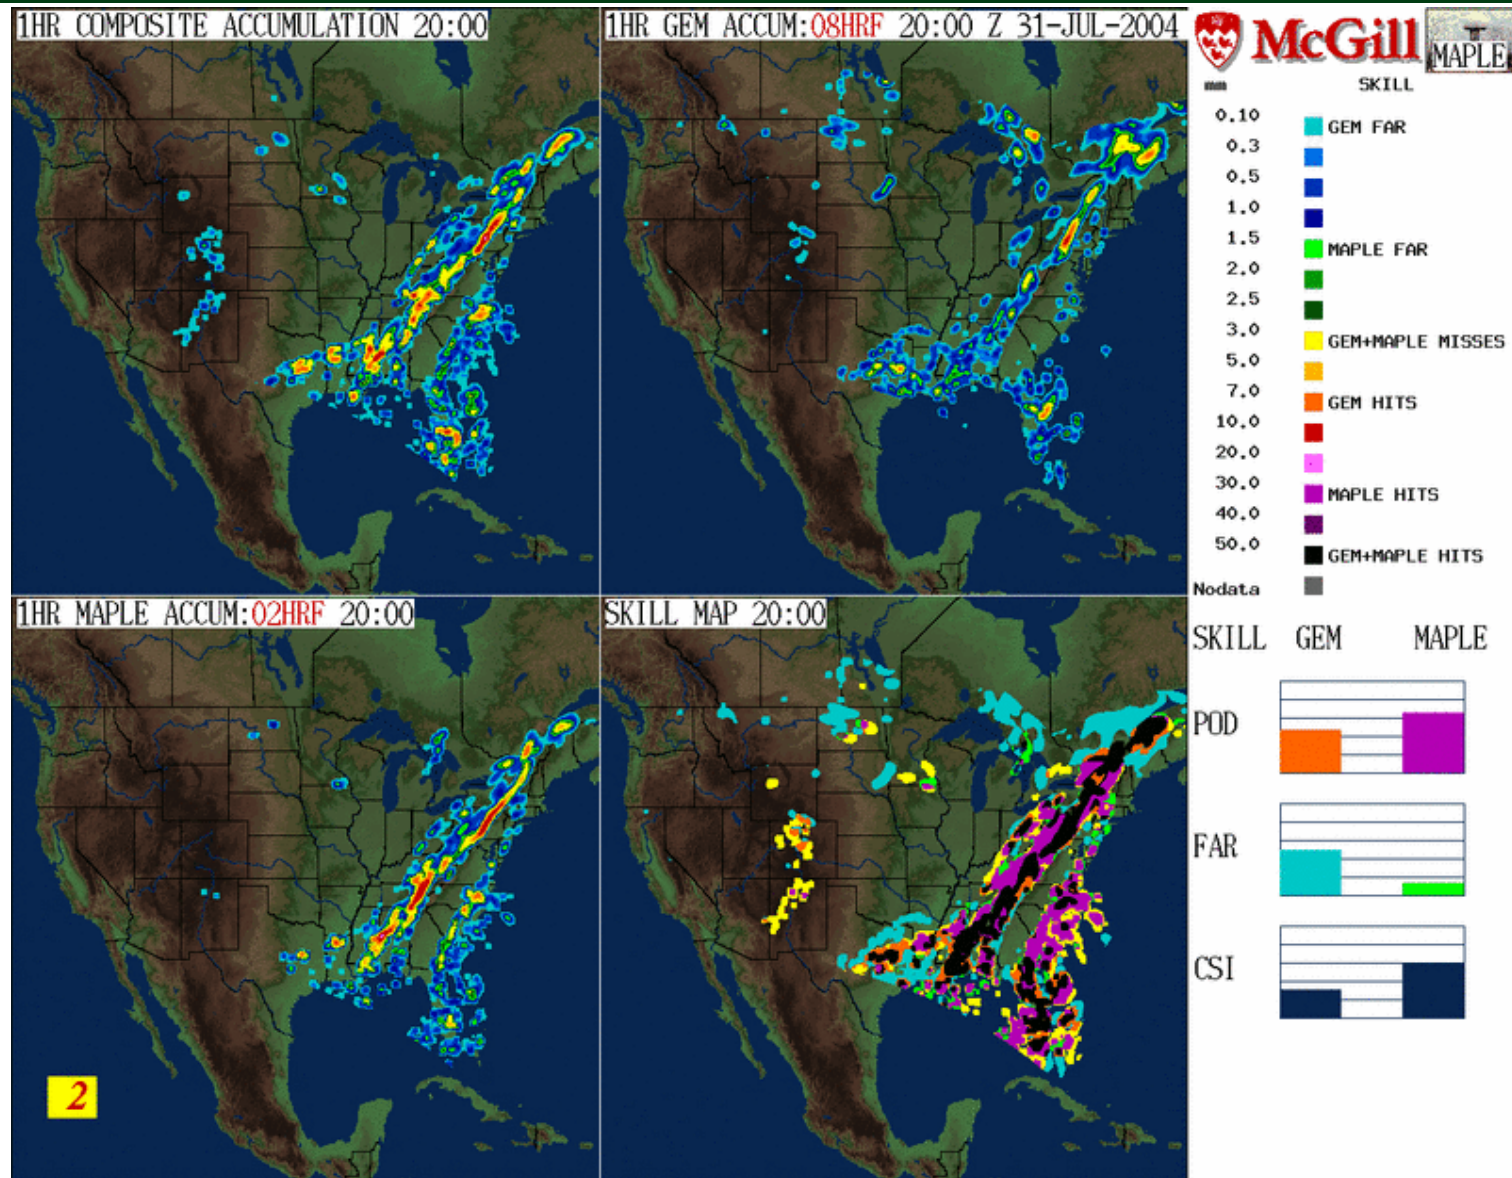 1HR COMPOSITE ACCUMULATION 20:00
1HR GEM ACCUM:08HRF 20:00 Z 31-JUL-2004
McGill
MAPLE
mm
SKILL
0.10
GEM FAR
0.3
0.5
1.0
1.5
MAPLE FAR
2.0
2.5
3.0
GEM+MAPLE MISSES
5.0
7.0
GEM HITS
10.0
20.0
30.0
MAPLE HITS
40.0
50.0
GEM+MAPLE HITS
Nodata
1HR MAPLE ACCUM:02HRF 20:00
SKILL MAP 20:00
SKILL GEM MAPLE
POD
FAR
CSI
2